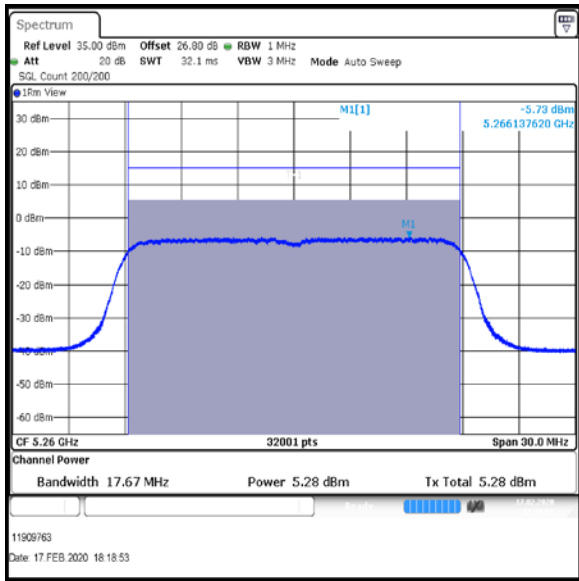 Spectrum
Ref Level 35.00 dBm Offset 26.80 dB RBW 1 MHz
Att 20 dB SWT 32.1 ms VBW 3 MHz Mode Auto Sweep
SGL Count 200/200
1Rm View
M1[1] -5.73 dBm
5.266137620 GHz
30 dBm
20 dBm
10 dBm
0 dBm
M1
-10 dBm
-20 dBm
-30 dBm
-40 dBm
-50 dBm
-60 dBm
CF 5.26 GHz 32001 pts Span 30.0 MHz
Channel Power
Bandwidth 17.67 MHz Power 5.28 dBm Tx Total 5.28 dBm
11909763
Date: 17.FEB.2020 18:18:53